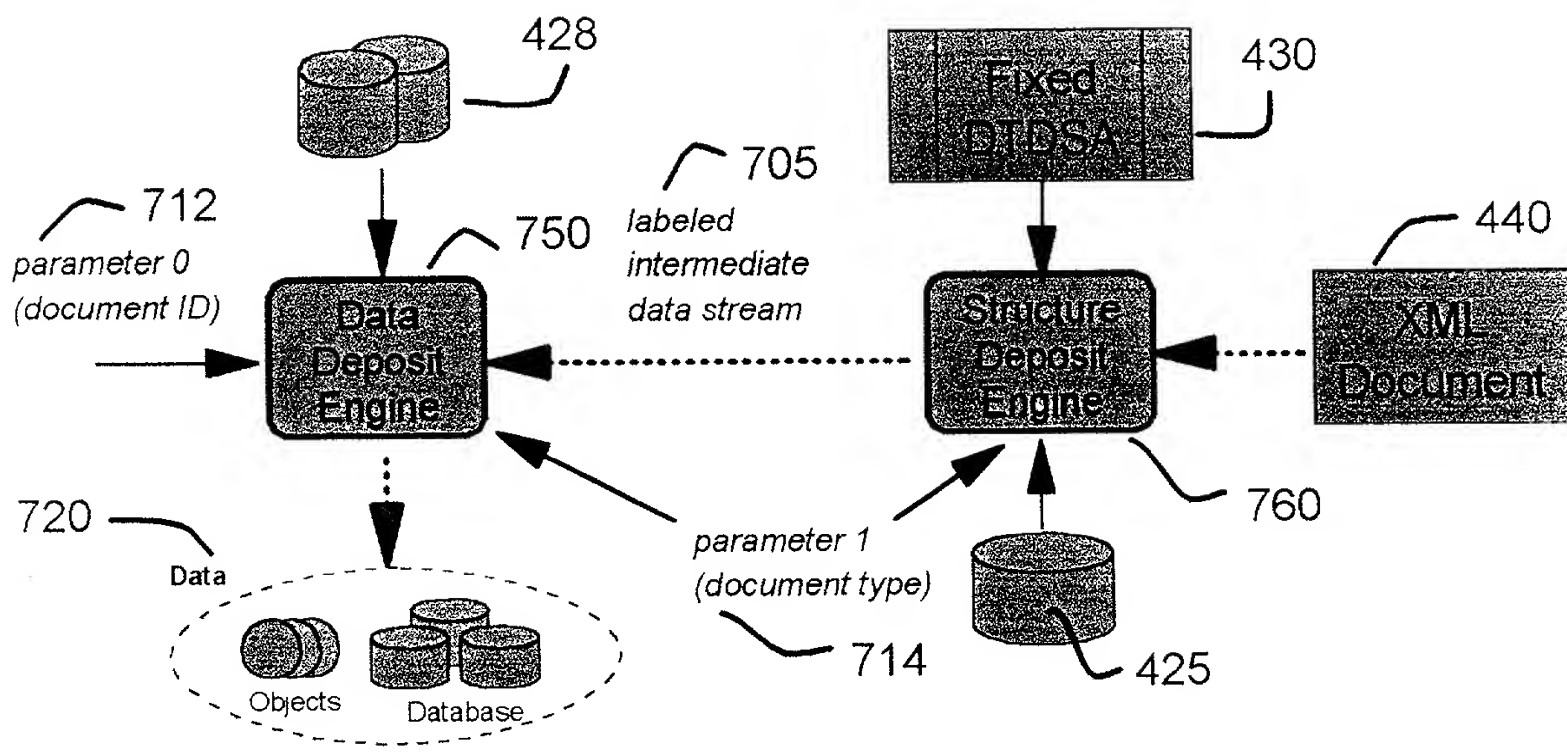 428
Fixed
DTDSA
430
705
labeled
intermediate
data stream
712
parameter 0
(document ID)
750
Data
Deposit
Engine
Structure
Deposit
Engine
440
XML
Document
760
720
Data
Objects
Database
parameter 1
(document type)
714
425